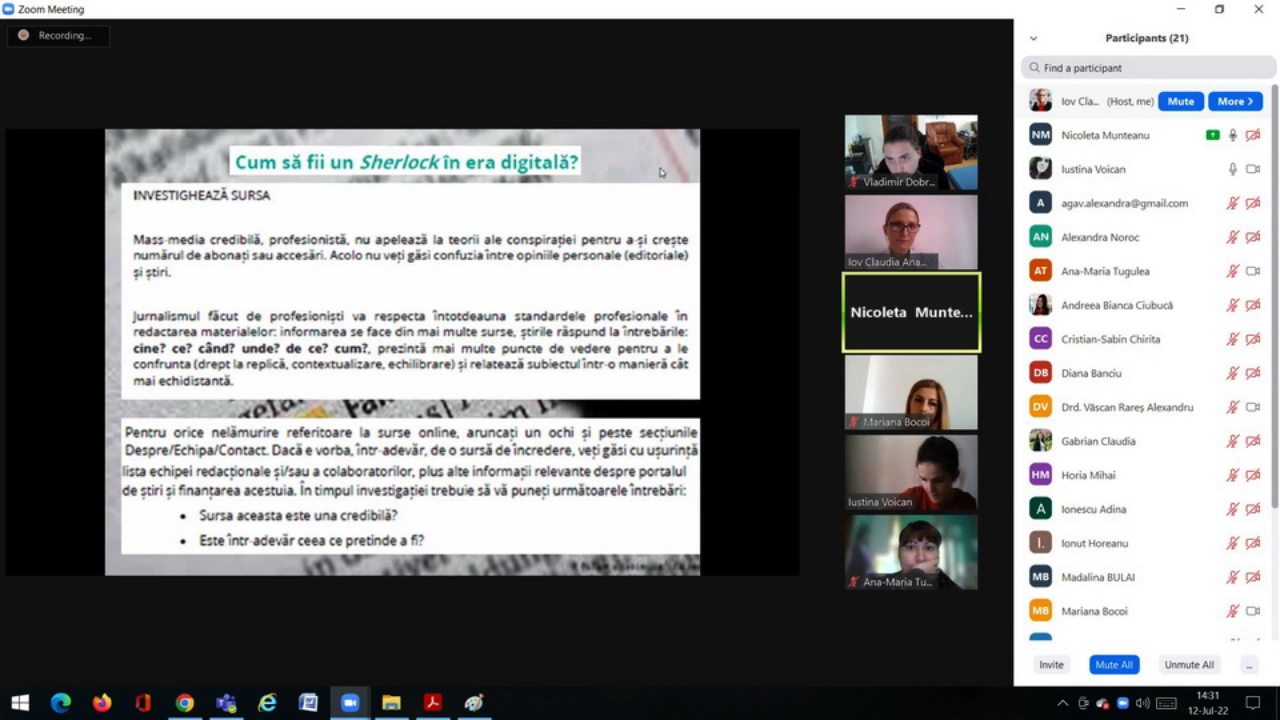 Zoom Meeting
Recording...
Cum să fii un Sherlock în era digitală?
INVESTIGHEAZĂ SURSA
Mass-media credibilă, profesionistă, nu apelează la teorii ale conspirației pentru a-și crește
numărul de abonați sau accesări. Acolo nu veți găsi confuzia între opiniile personale (editoriale)
și știri.
Jurnalismul făcut de profesioniști va respecta întotdeauna standardele profesionale în
redactarea materialelor: informarea se face din mai multe surse, știrile răspund la întrebările:
cine? ce? când? unde? de ce? cum?, prezintă mai multe puncte de vedere pentru a le
confrunta (drept la replică, contextualizare, echilibrare) și relatează subiectul într-o manieră cât
mai echidistantă.
Pentru orice nelămurire referitoare la surse online, aruncați un ochi și peste secțiunile
Despre/Echipa/Contact. Dacă e vorba, într-adevăr, de o sursă de încredere, veți găsi cu ușurință
lista echipei redacționale și/sau a colaboratorilor, plus alte informații relevante despre portalul
de știri și finanțarea acestuia. În timpul investigației trebuie să vă puneți următoarele întrebări:
• Sursa aceasta este una credibilă?
• Este într-adevăr ceea ce pretinde a fi?
Vladimir Dobr...
Iov Claudia Ana...
Nicoleta Munte...
Mariana Bocoi
Iustina Voican
Ana-Maria Tu...
Participants (21)
Find a participant
Iov Cla... (Host, me) Mute More
NM Nicoleta Munteanu
Iustina Voican
A agav.alexandra@gmail.com
AN Alexandra Noroc
AT Ana-Maria Tugulea
Andreea Bianca Ciubucă
CC Cristian-Sabin Chirita
DB Diana Banciu
DV Drd. Văscan Rareș Alexandru
Gabrian Claudia
HM Horia Mihai
A Ionescu Adina
I. Ionut Horeanu
MB Madalina BULAI
MB Mariana Bocoi
Invite Mute All Unmute All ...
14:31
12-Jul-22